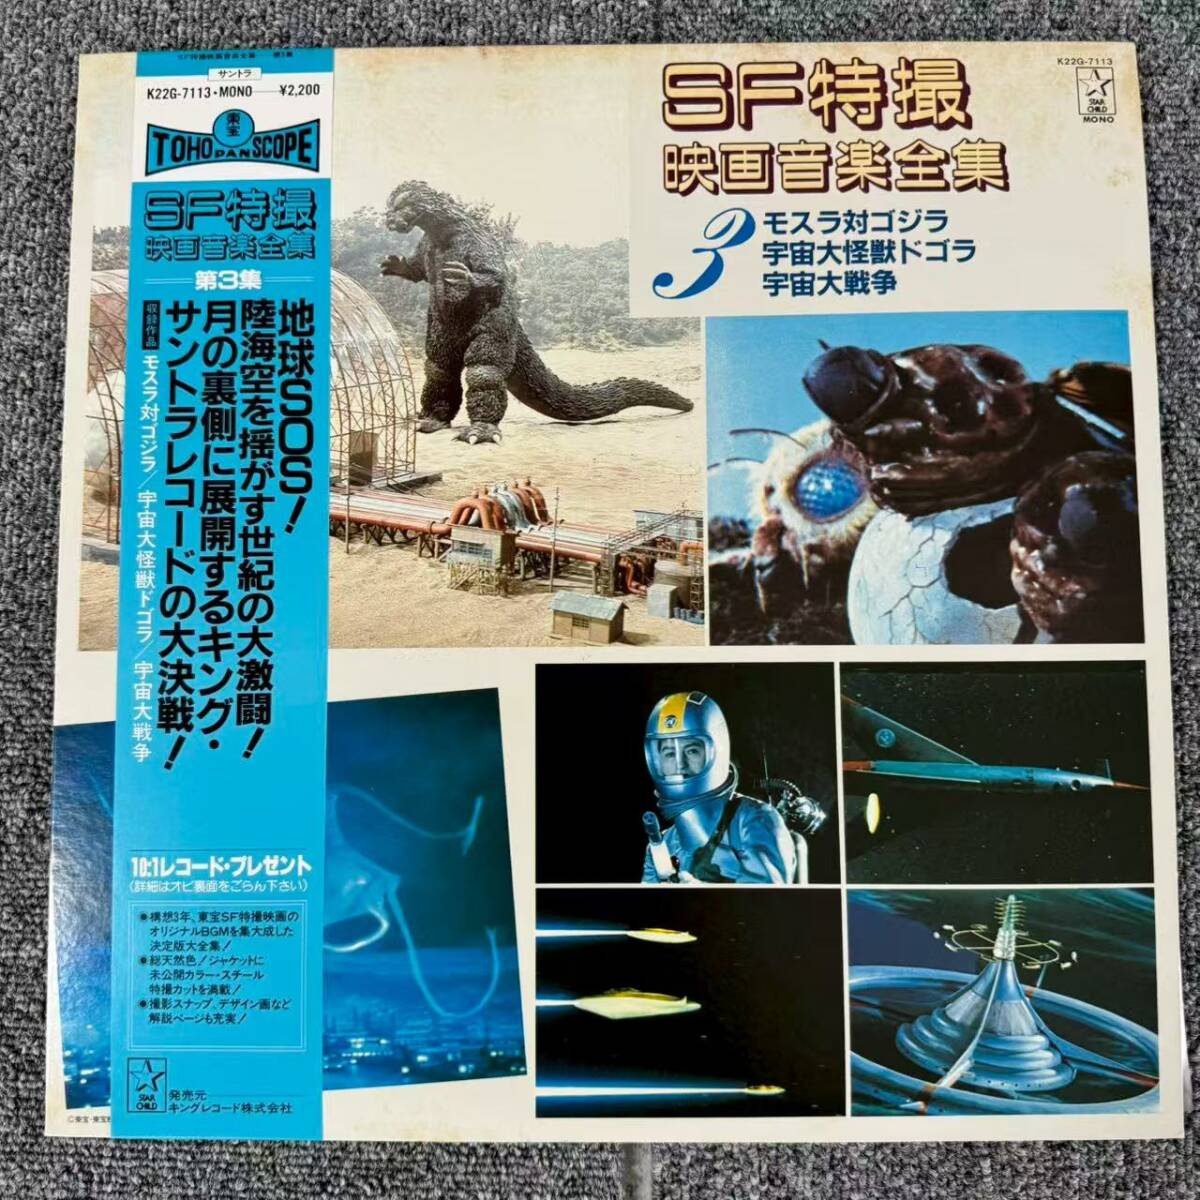 SF特撮映画音楽全集 第3集
サントラ
K22G-7113・MONO ¥2,200
東宝
TOHO PANSCOPE
SF特撮
映画音楽全集
第3集
地球SOS!
陸海空を揺がす世紀の大激闘!
月の裏側に展開するキング・
サントラレコードの大決戦!
収録作品 モスラ対ゴジラ/宇宙大怪獣ドゴラ/宇宙大戦争
10:1レコード・プレゼント
(詳細はオビ裏面をごらん下さい)
●構想3年、東宝SF特撮映画の
オリジナルBGMを集大成した
決定版大全集!
●総天然色!ジャケットに
未公開カラー・スチール
特撮カットを満載!
●撮影スナップ、デザイン画など
解説ページも充実!
STAR
CHILD
発売元
キングレコード株式会社
SF特撮
映画音楽全集
3
モスラ対ゴジラ
宇宙大怪獣ドゴラ
宇宙大戦争
K22G-7113
STAR
CHILD
MONO
©東宝・東宝